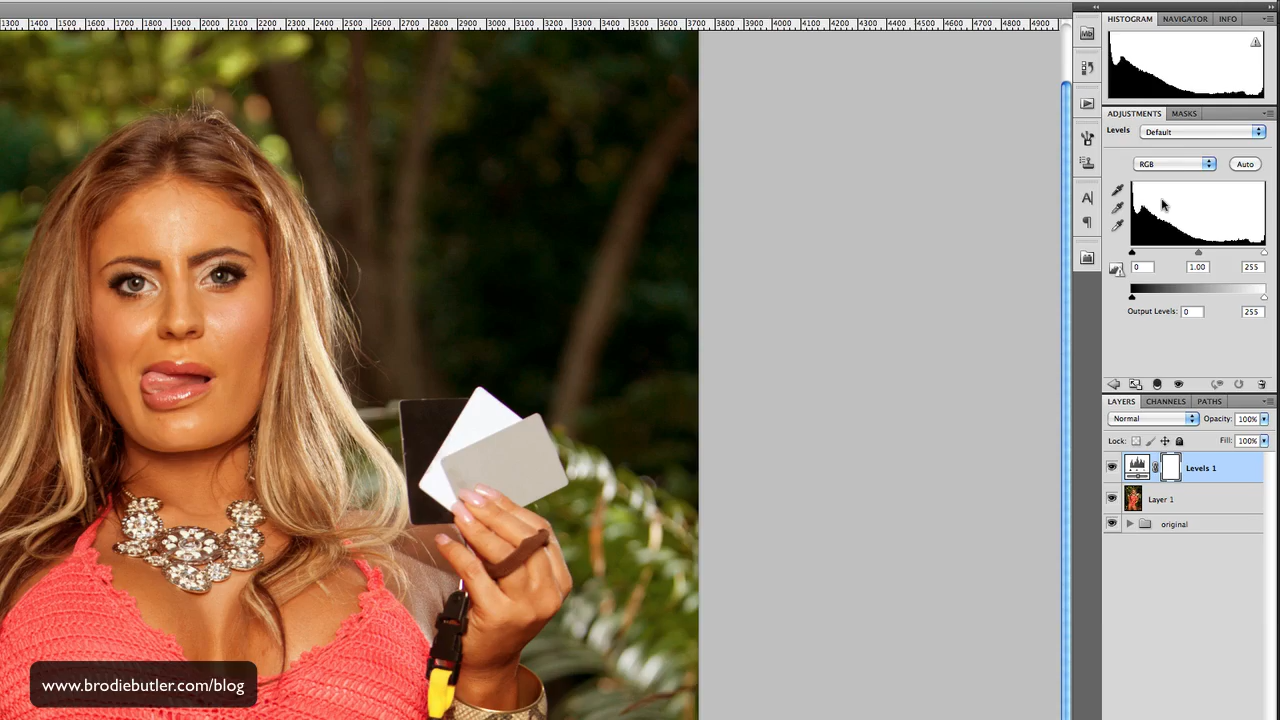 1300 1400 1500 1600 1700 1800 1900 2000 2100 2200 2300 2400 2500 2600 2700 2800 2900 3000 3100 3200 3300 3400 3500 3600 3700 3800 3900 4000 4100 4200 4300 4400 4500 4600 4700 4800 4900
HISTOGRAM NAVIGATOR INFO
Mb
ADJUSTMENTS MASKS
Levels Default
RGB Auto
A
0 1.00 255
Output Levels: 0 255
LAYERS CHANNELS PATHS
Normal Opacity: 100%
Lock: Fill: 100%
Levels 1
Layer 1
original
www.brodiebutler.com/blog